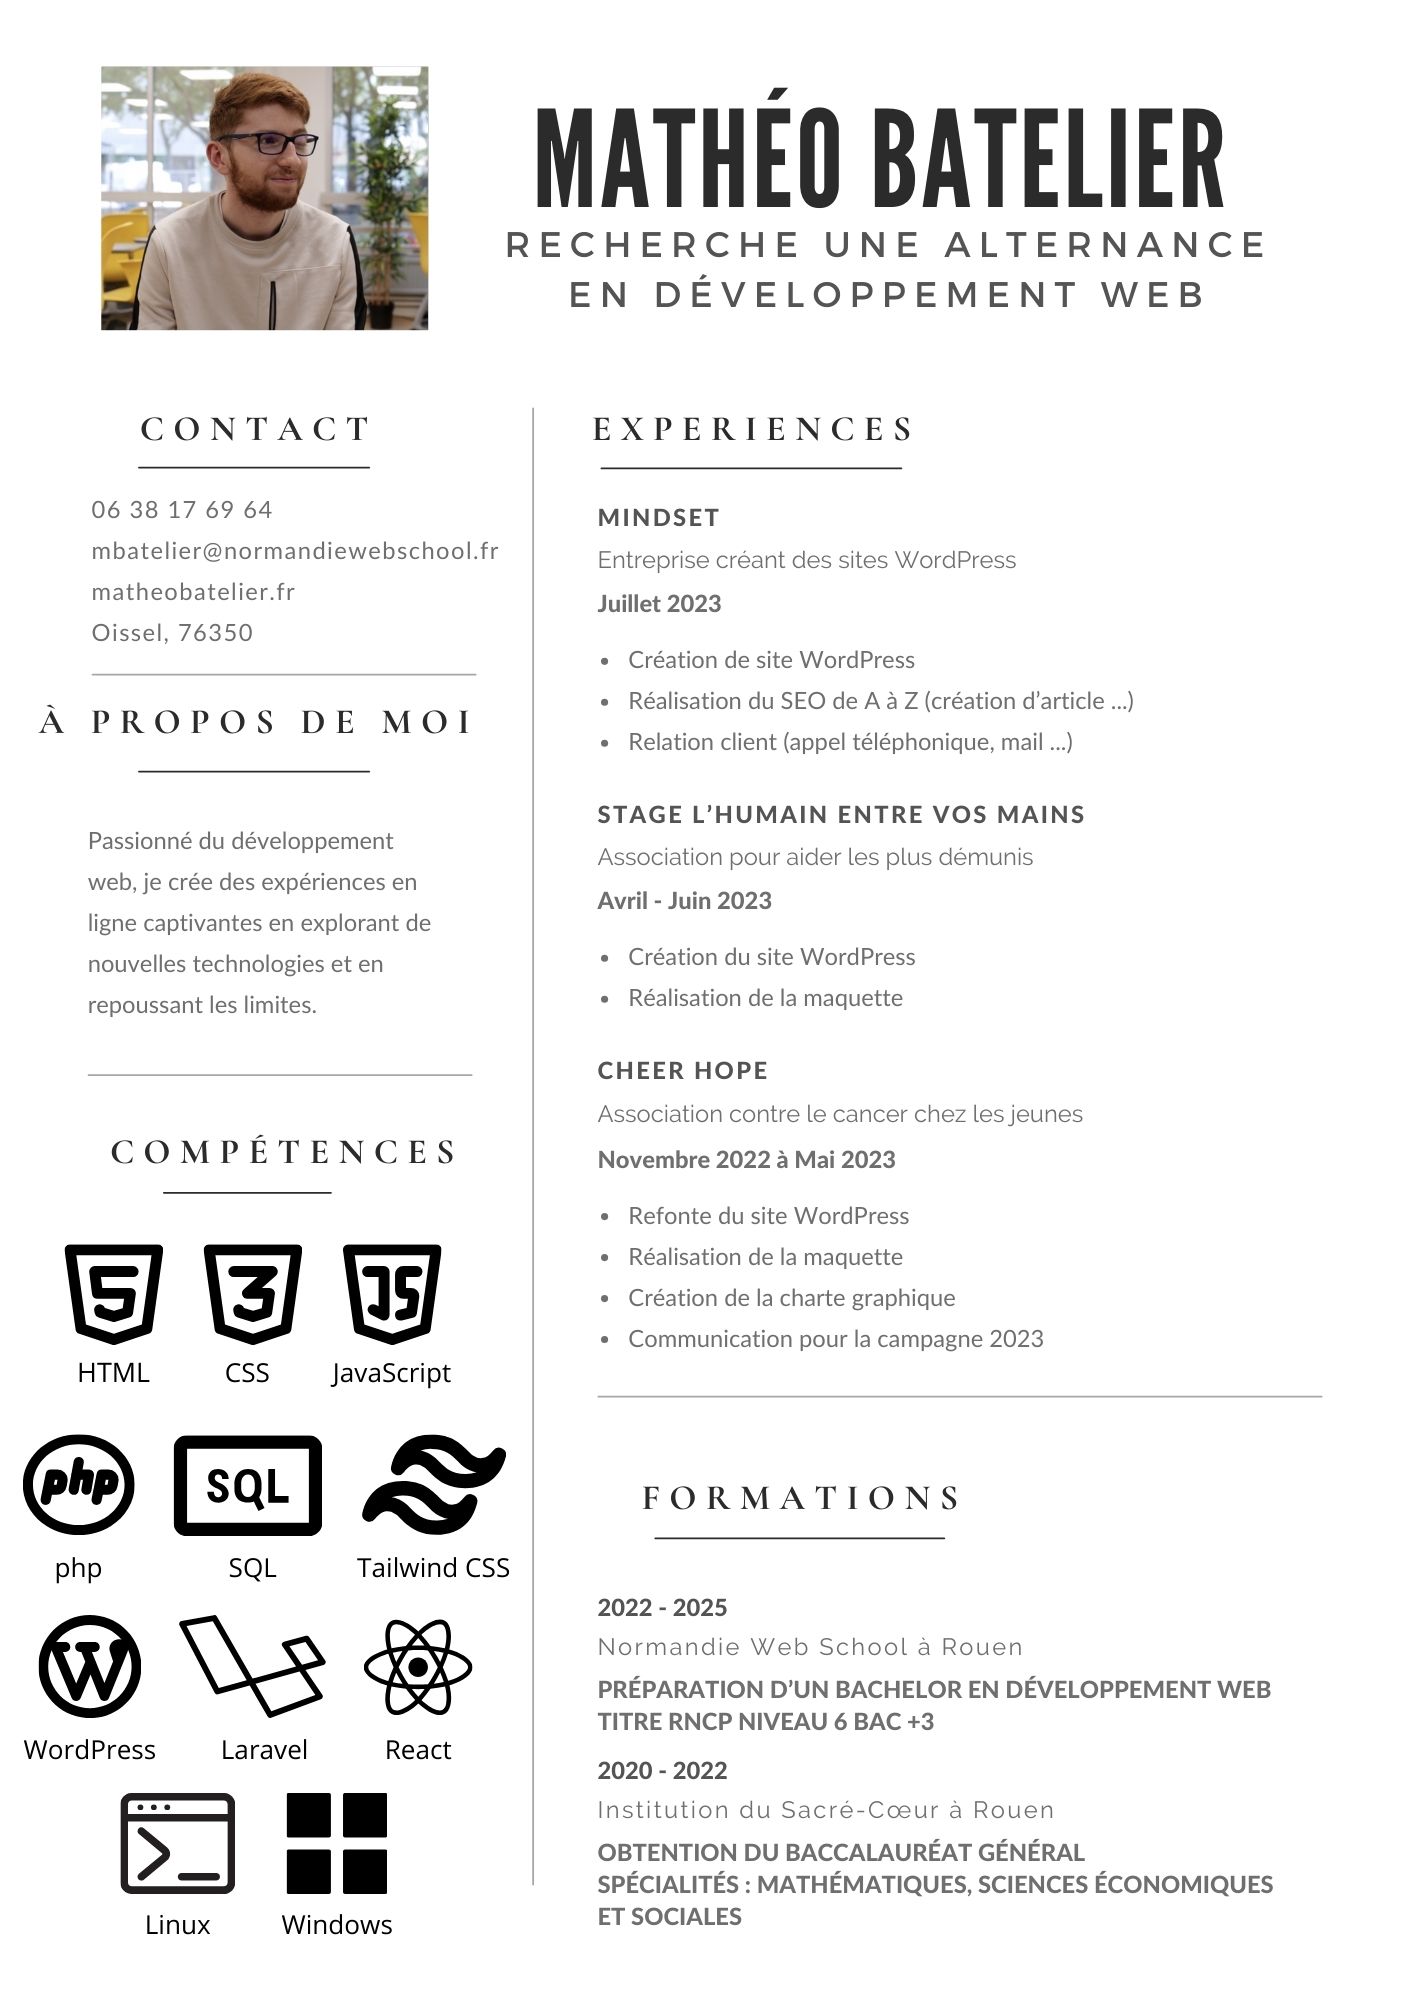 MATHÉO BATELIER
RECHERCHE UNE ALTERNANCE
EN DÉVELOPPEMENT WEB
CONTACT
06 38 17 69 64
mbatelier@normandiewebschool.fr
matheobatelier.fr
Oissel, 76350
À PROPOS DE MOI
Passionné du développement
web, je crée des expériences en
ligne captivantes en explorant de
nouvelles technologies et en
repoussant les limites.
COMPÉTENCES
5 3 JS
HTML CSS JavaScript
php SQL
php SQL Tailwind CSS
W
WordPress Laravel React
Linux Windows
EXPERIENCES
MINDSET
Entreprise créant des sites WordPress
Juillet 2023
• Création de site WordPress
• Réalisation du SEO de A à Z (création d’article ...)
• Relation client (appel téléphonique, mail ...)
STAGE L’HUMAIN ENTRE VOS MAINS
Association pour aider les plus démunis
Avril - Juin 2023
• Création du site WordPress
• Réalisation de la maquette
CHEER HOPE
Association contre le cancer chez les jeunes
Novembre 2022 à Mai 2023
• Refonte du site WordPress
• Réalisation de la maquette
• Création de la charte graphique
• Communication pour la campagne 2023
FORMATIONS
2022 - 2025
Normandie Web School à Rouen
PRÉPARATION D’UN BACHELOR EN DÉVELOPPEMENT WEB
TITRE RNCP NIVEAU 6 BAC +3
2020 - 2022
Institution du Sacré-Cœur à Rouen
OBTENTION DU BACCALAURÉAT GÉNÉRAL
SPÉCIALITÉS : MATHÉMATIQUES, SCIENCES ÉCONOMIQUES
ET SOCIALES